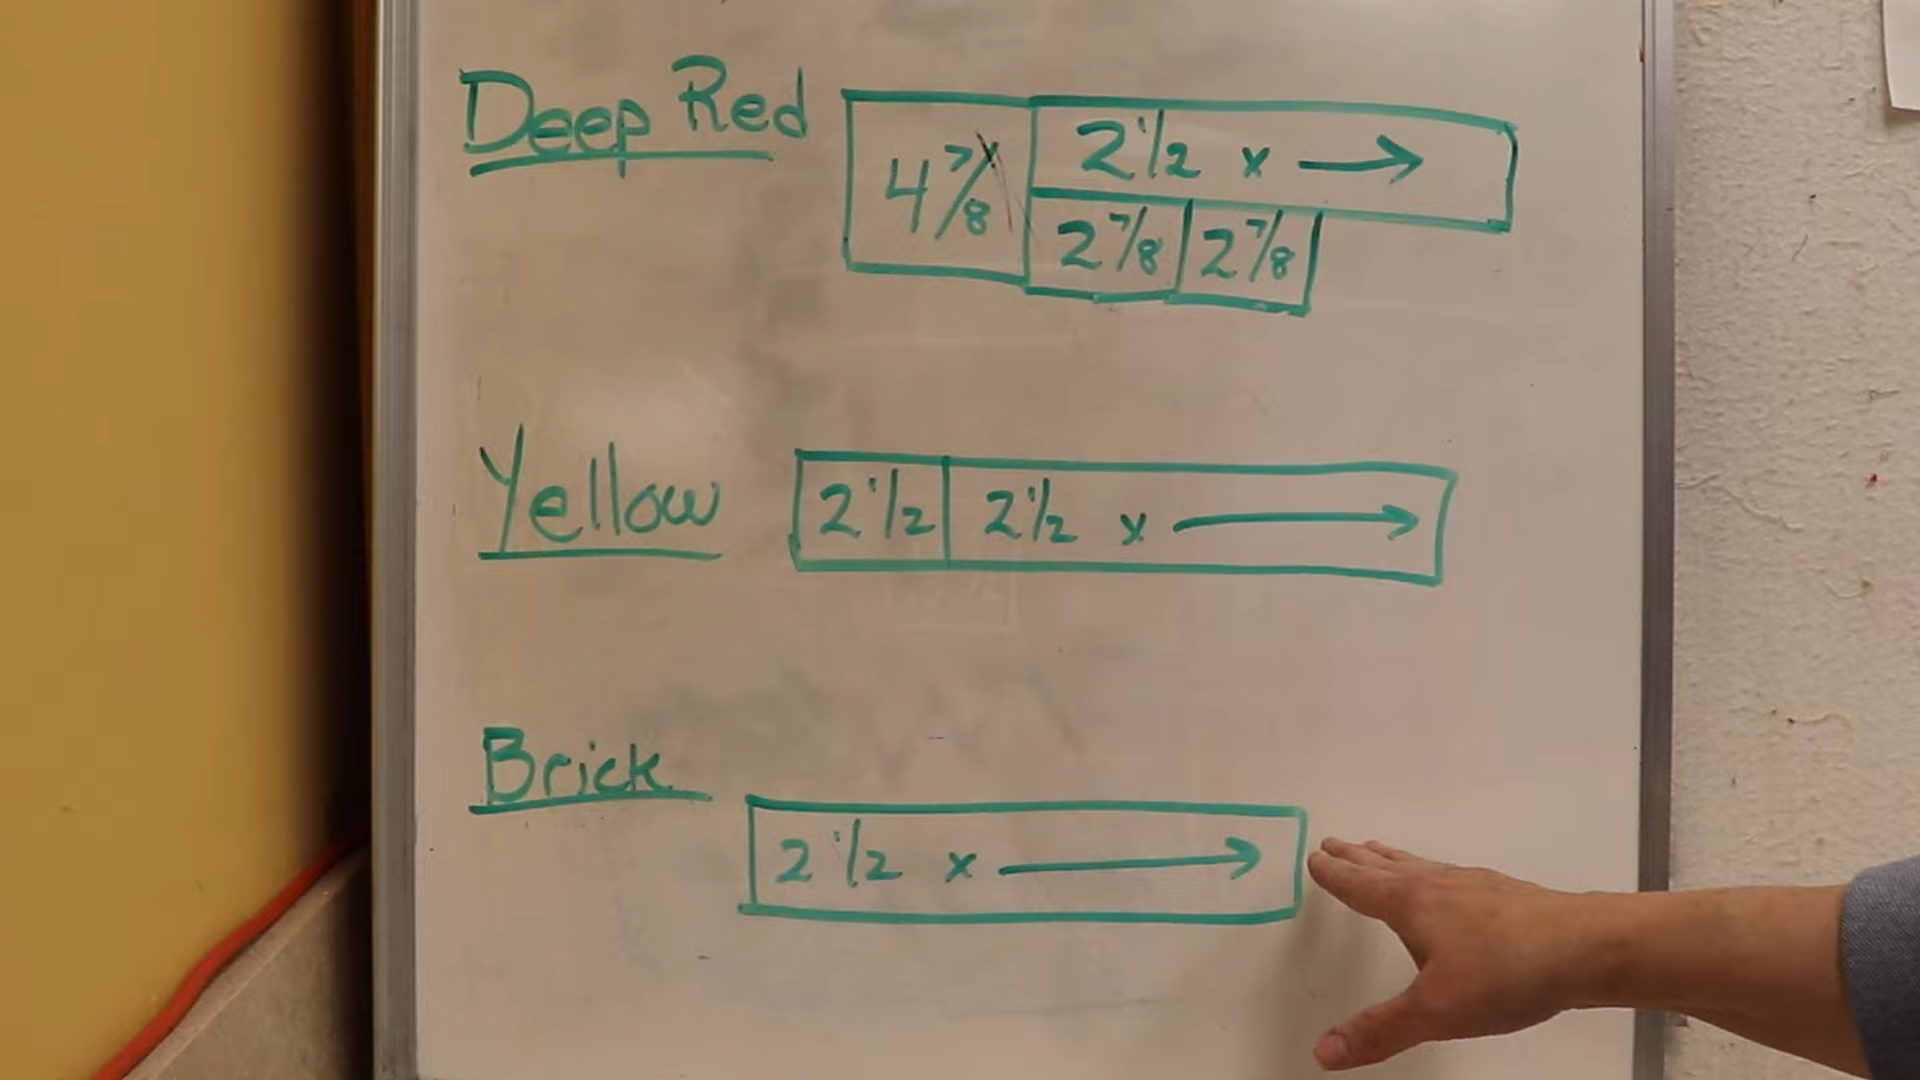 Deep Red
4 7/8
2 1/2 x →
2 7/8
2 7/8
Yellow
2 1/2
2 1/2 x →
Brick
2 1/2 x →